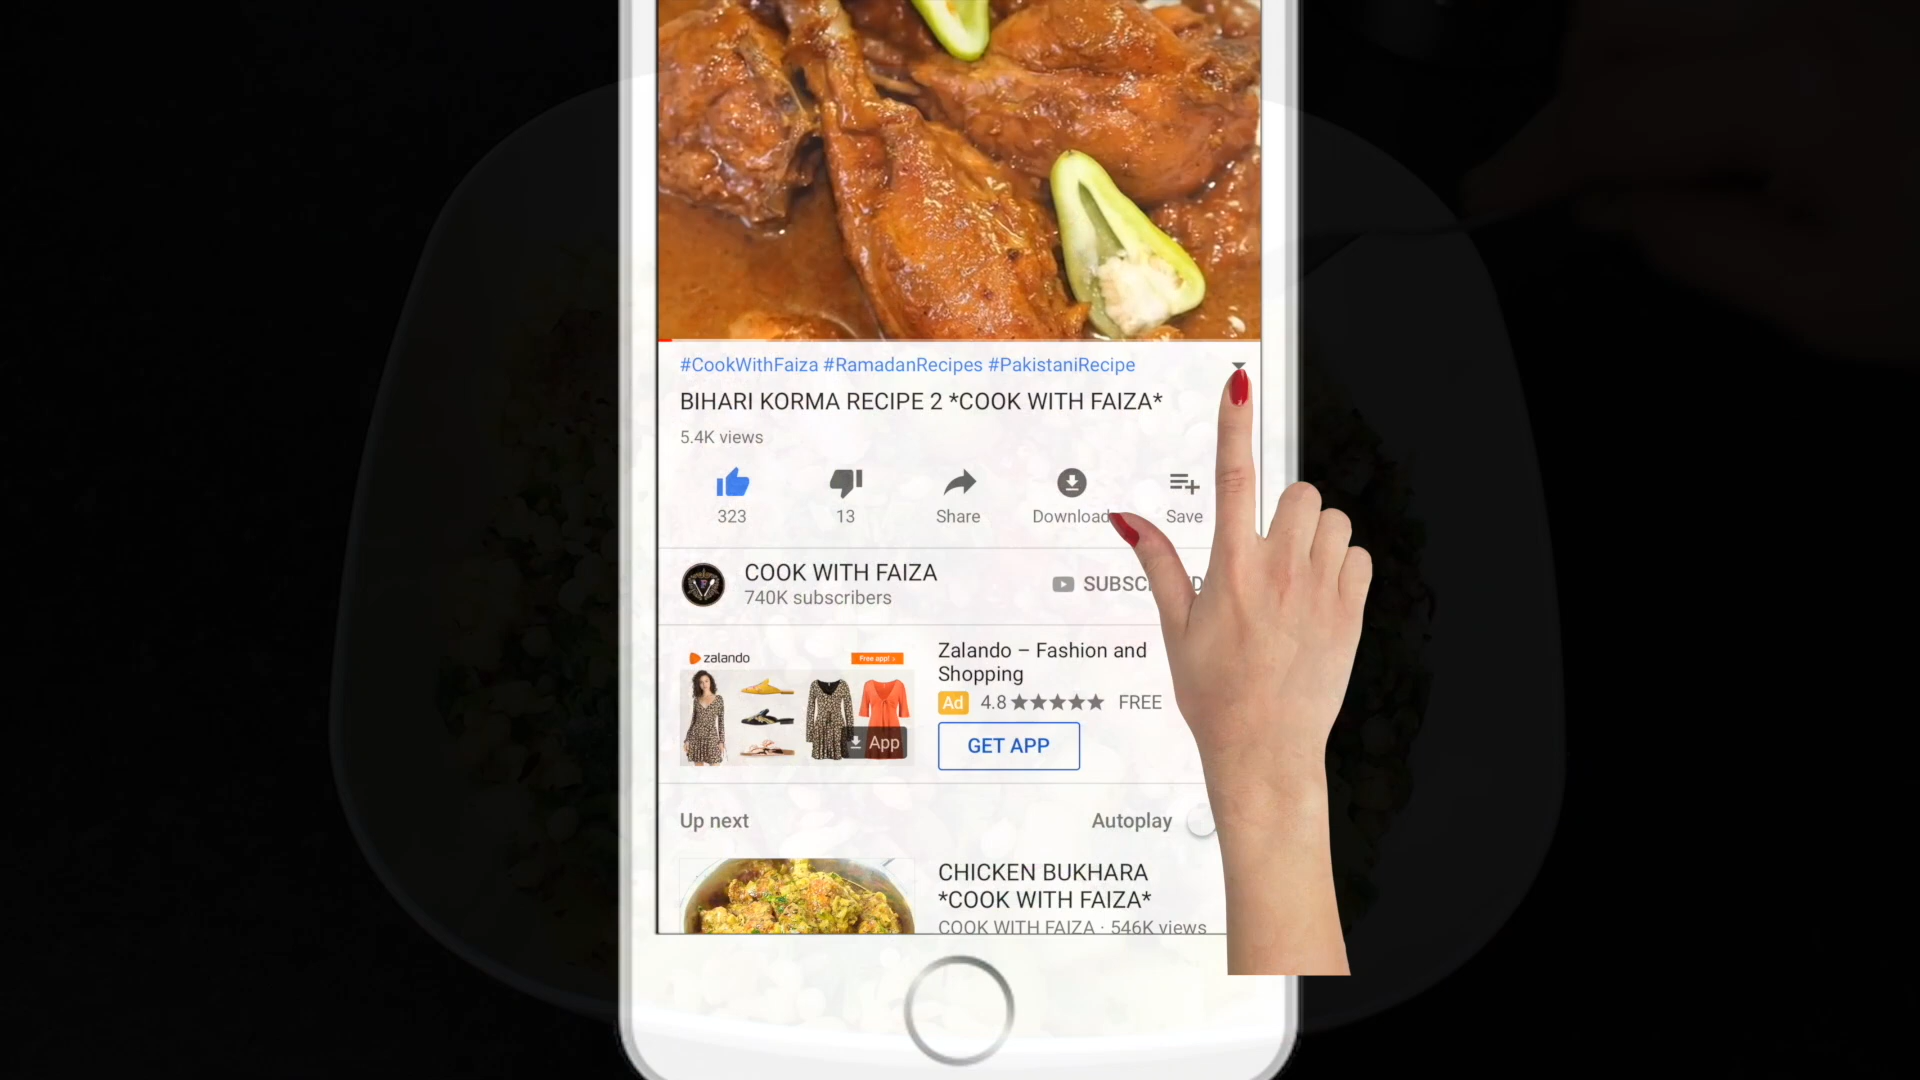 #CookWithFaiza #RamadanRecipes #PakistaniRecipe
BIHARI KORMA RECIPE 2 *COOK WITH FAIZA*
5.4K views
323
13
Share
Download
Save
COOK WITH FAIZA
740K subscribers
zalando
Free app!
App
Zalando – Fashion and
Shopping
Ad 4.8 FREE
GET APP
Up next
Autoplay
CHICKEN BUKHARA
*COOK WITH FAIZA*
COOK WITH FAIZA · 546K views